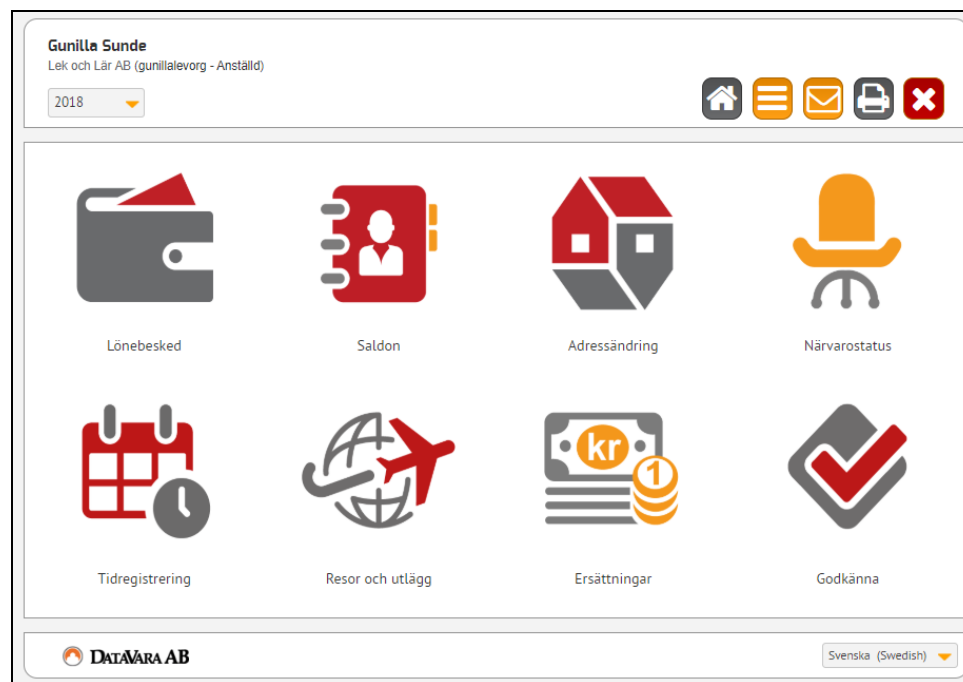 Gunilla Sunde
Lek och Lär AB (gunillalevorg - Anställd)
2018
Lönebesked
Saldon
Adressändring
Närvarostatus
kr
1
Tidregistrering
Resor och utlägg
Ersättningar
Godkänna
DATAVARA AB
Svenska (Swedish)